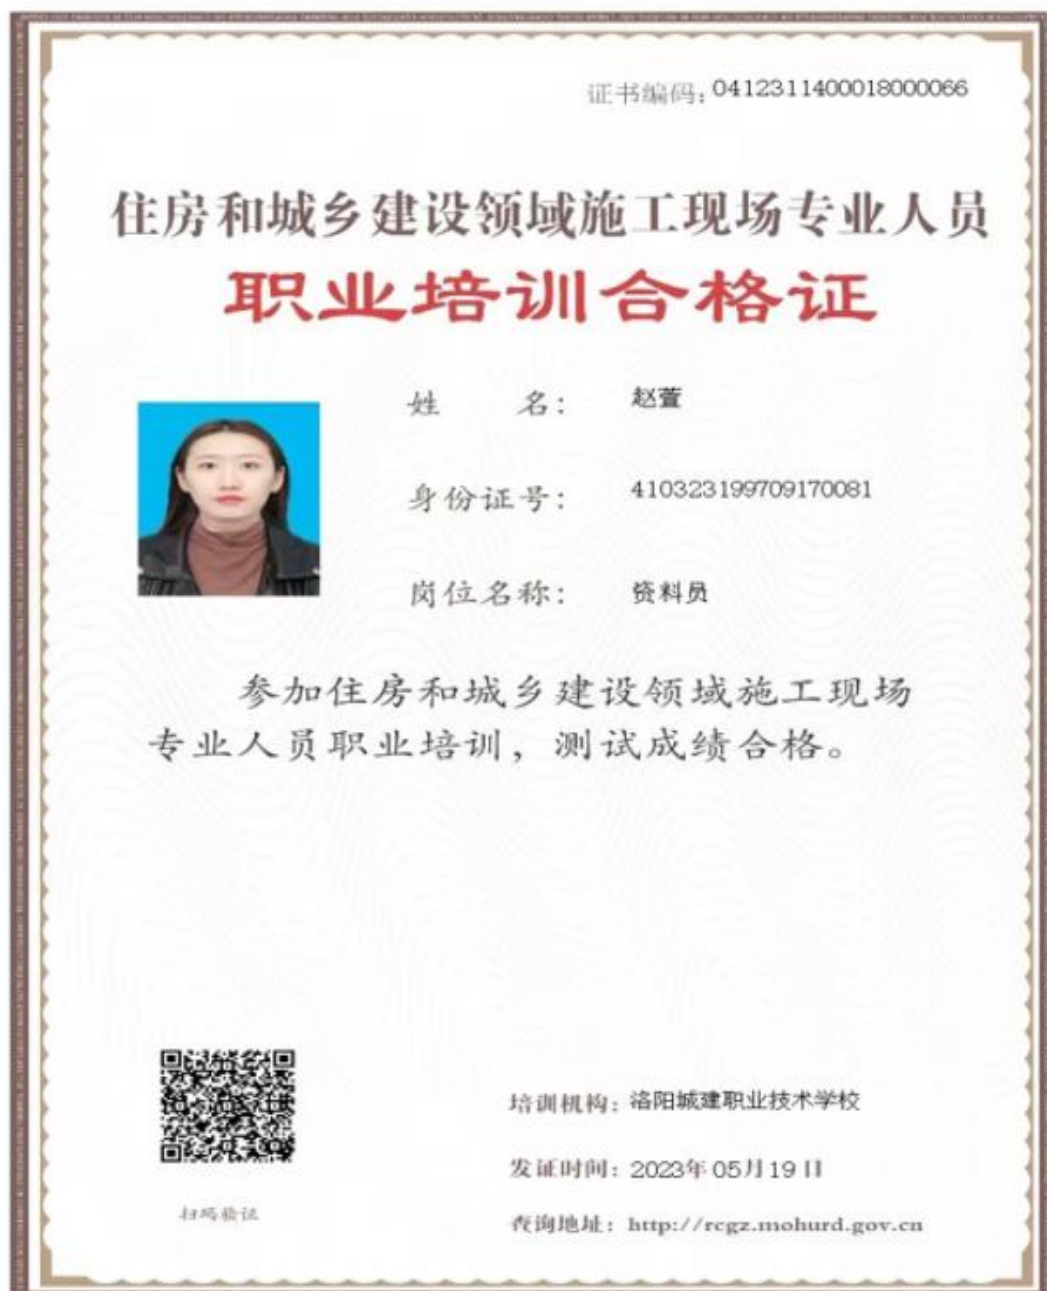 证书编码：0412311400018000066
住房和城乡建设领域施工现场专业人员
职业培训合格证
姓 名： 赵萱
身份证号： 410323199709170081
岗位名称： 资料员
参加住房和城乡建设领域施工现场
专业人员职业培训，测试成绩合格。
培训机构：洛阳城建职业技术学校
发证时间：2023年05月19日
扫码验证
查询地址：http://rcgz.mohurd.gov.cn